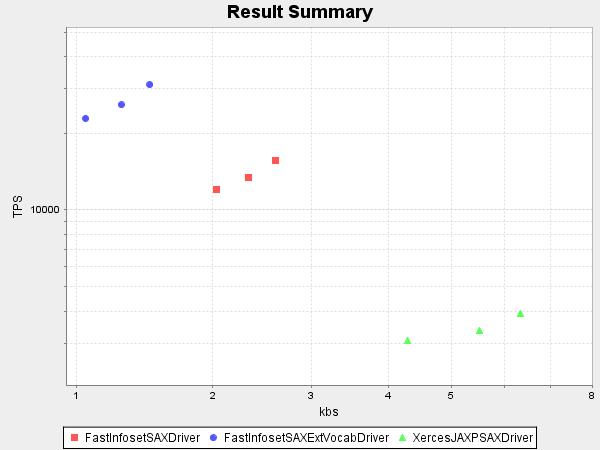 Result Summary
TPS
10000
1 2 3 4 5 8
kbs
FastInfosetSAXDriver FastInfosetSAXExtVocabDriver XercesJAXPSAXDriver